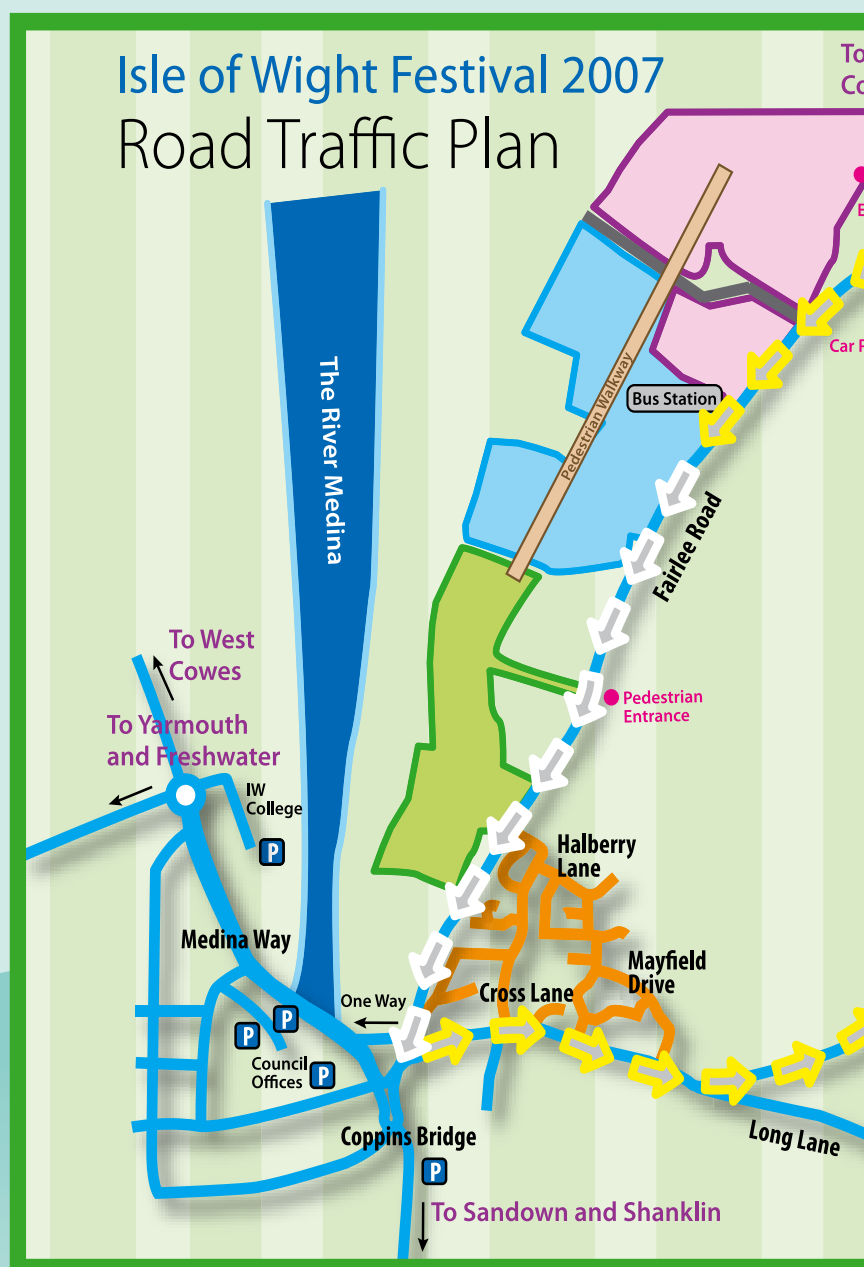 Isle of Wight Festival 2007
Road Traffic Plan
To
Co
E
Car P
The River Medina
Pedestrian Walkway
Bus Station
Fairlee Road
To West
Cowes
Pedestrian
Entrance
To Yarmouth
and Freshwater
IW
College
P
Halberry
Lane
Medina Way
Mayfield
Drive
Cross Lane
One Way
P
P
Council
Offices
P
Coppins Bridge
Long Lane
P
To Sandown and Shanklin